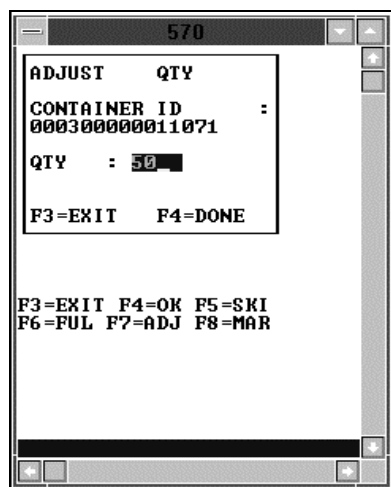 570
ADJUST QTY
CONTAINER ID :
000300000011071
QTY : 50_
F3=EXIT F4=DONE
F3=EXIT F4=OK F5=SKI
F6=FUL F7=ADJ F8=MAR